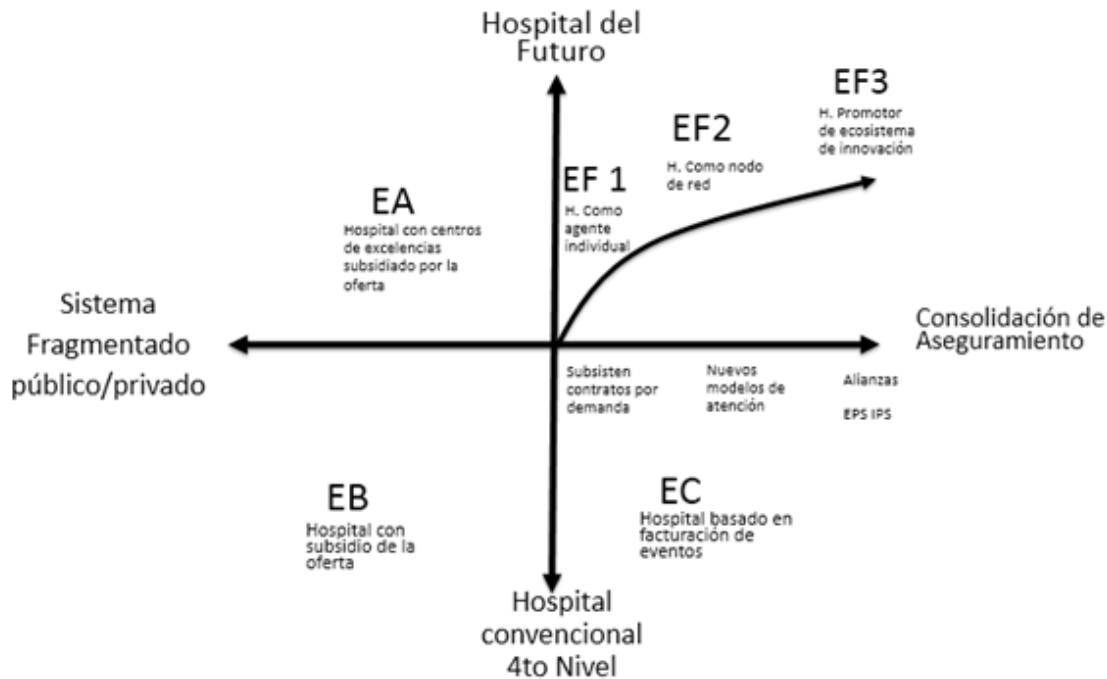 Hospital del
Futuro
EF3
H. Promotor
de ecosistema
de innovación
EF2
H. Como nodo
de red
EF 1
H. Como
agente
individual
EA
Hospital con centros
de excelencias
subsidiado por la
oferta
Sistema
Fragmentado
público/privado
Consolidación de
Aseguramiento
Subsisten
contratos por
demanda
Nuevos
modelos de
atención
Alianzas
EPS IPS
EB
Hospital con
subsidio de la
oferta
EC
Hospital basado en
facturación de
eventos
Hospital
convencional
4to Nivel